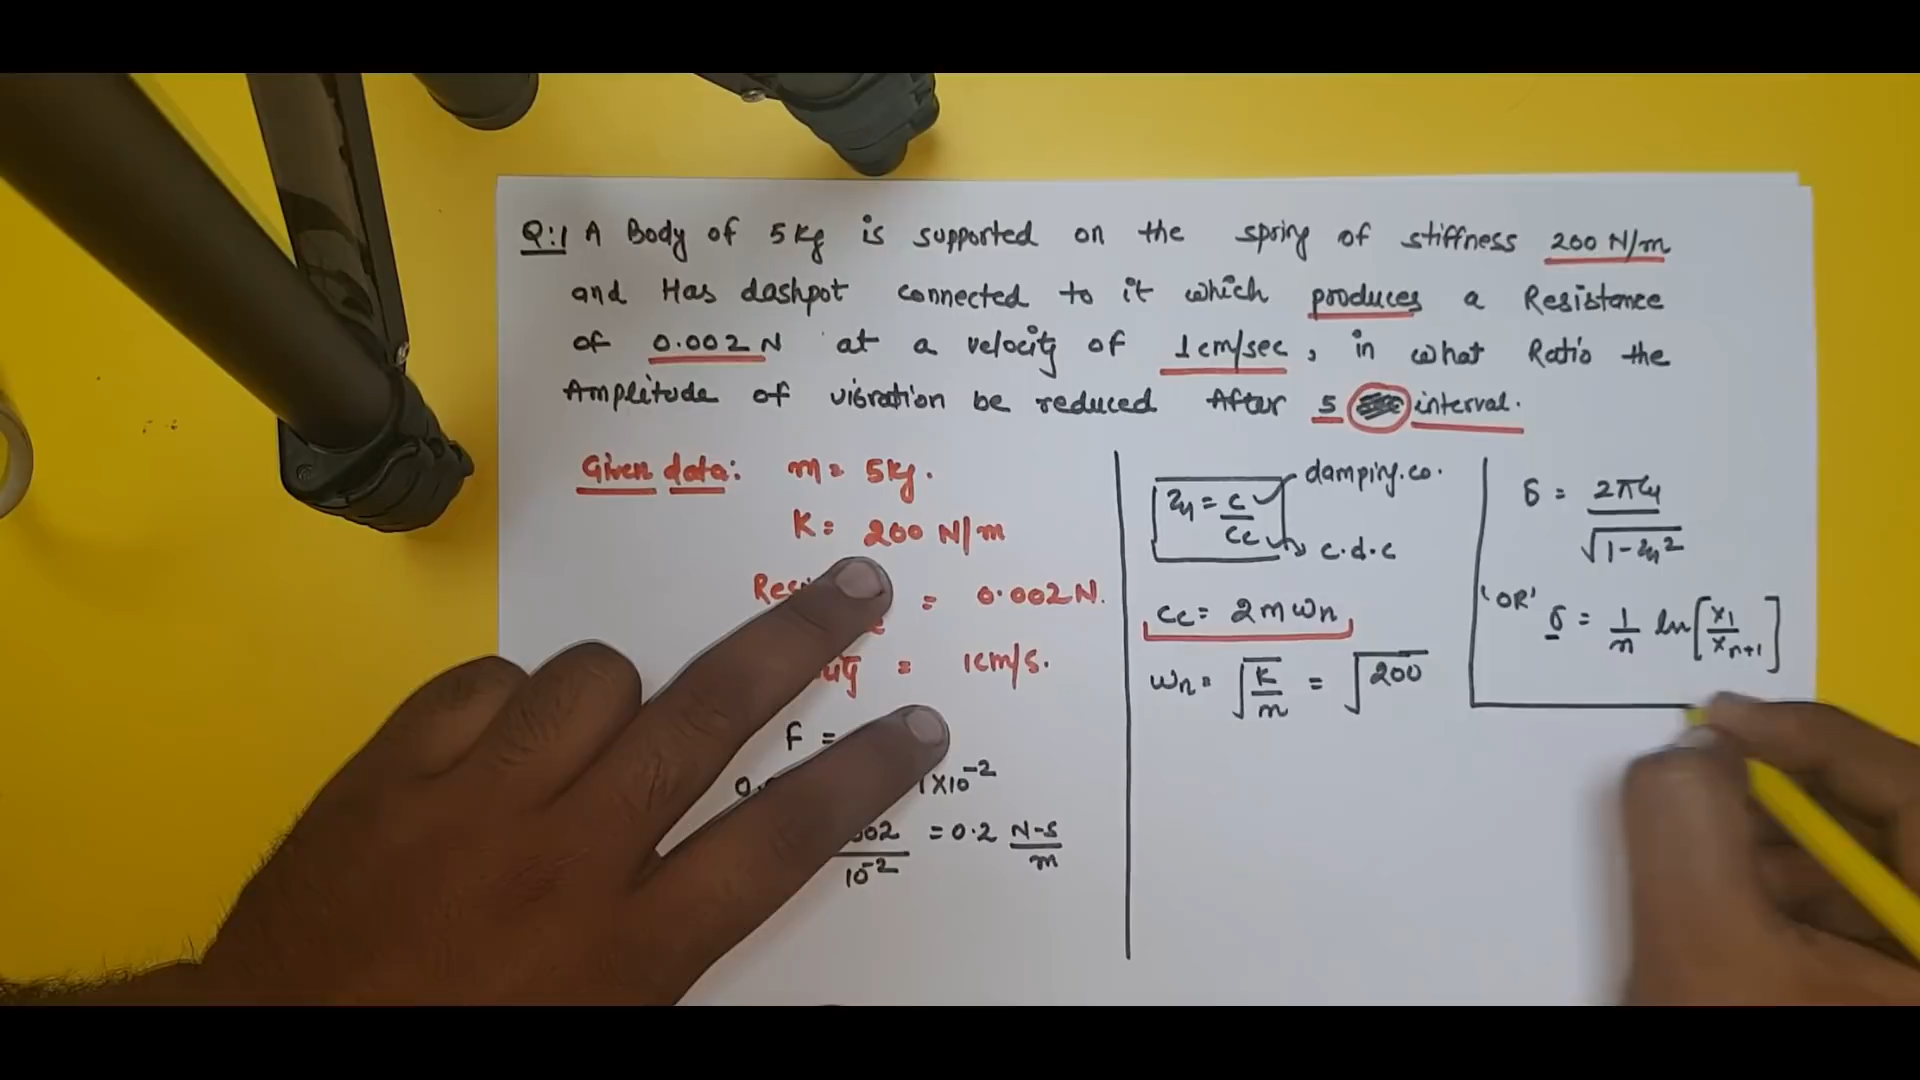 Q:1 A Body of 5Kg is supported on the spring of stiffness 200 N/m
and Has dashpot connected to it which produces a Resistance
of 0.002 N at a velocity of 1cm/sec, in what Ratio the
Amplitude of vibration be reduced After 5 interval.
Given data: m = 5kg.
K = 200 N/m
= 0.002 N.
= 1cm/s.
F =
1×10⁻²
002/10⁻² = 0.2 N-s/m
ξ = c/cc
damping.co.
c.d.c
cc = 2mωn
ωn = √(K/m) = √200
δ = 2πξ/√(1-ξ²)
'OR' δ = 1/n ln[x1/xn+1]